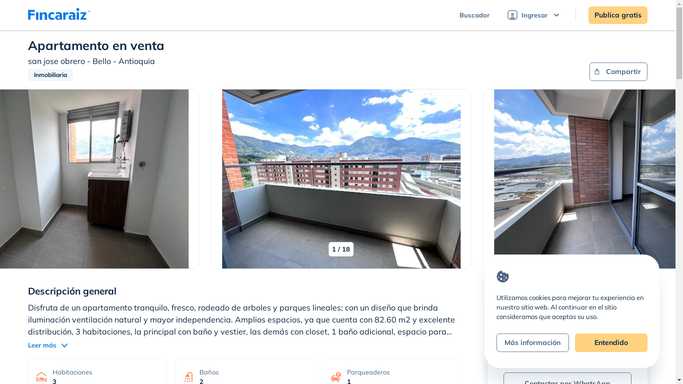 Fincaraiz
Buscador
Ingresar
Publica gratis
Apartamento en venta
san jose obrero - Bello - Antioquia
Inmobiliaria
Compartir
1 / 18
Descripción general
Disfruta de un apartamento tranquilo, fresco, rodeado de arboles y parques lineales; con un diseño que brinda
iluminación ventilación natural y mayor independencia. Amplios espacios, ya que cuenta con 82.60 m2 y excelente
distribución, 3 habitaciones, la principal con baño y vestier, las demás con closet, 1 baño adicional, espacio para...
Leer más
Habitaciones
3
Baños
2
Parqueaderos
1
Utilizamos cookies para mejorar tu experiencia en
nuestro sitio web. Al continuar en el sitio
consideramos que aceptas su uso.
Más información
Entendido
Contactar por WhatsApp